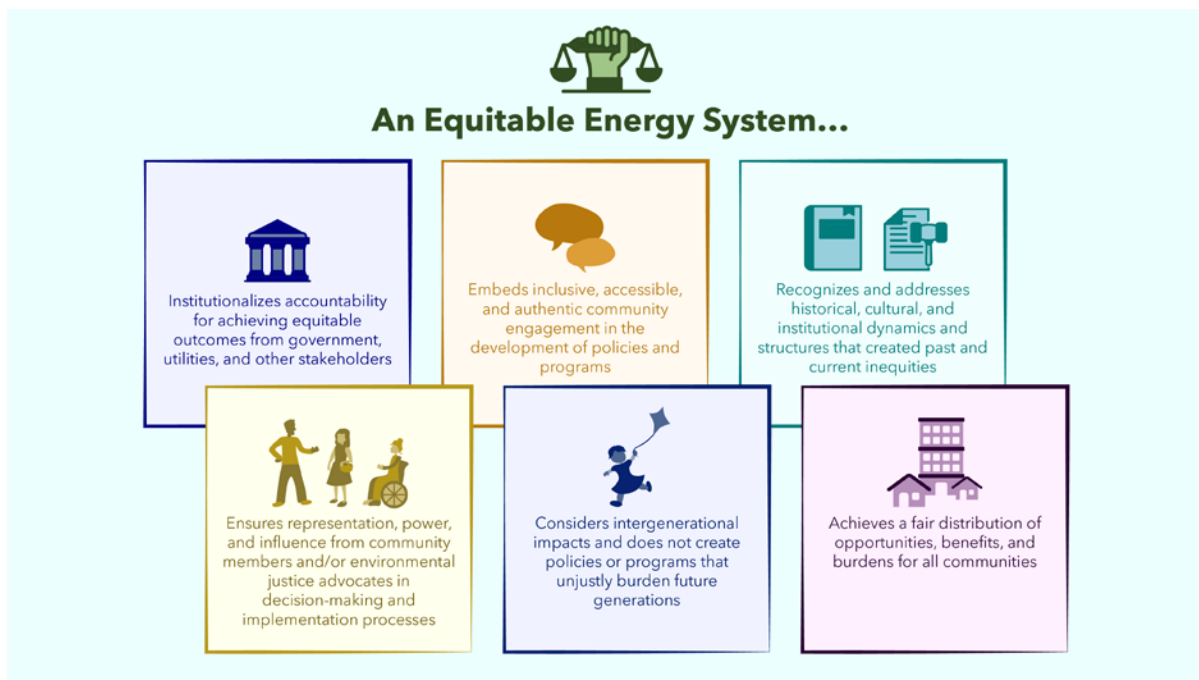 An Equitable Energy System...
Institutionalizes accountability
for achieving equitable
outcomes from government,
utilities, and other stakeholders
Embeds inclusive, accessible,
and authentic community
engagement in the
development of policies and
programs
Recognizes and addresses
historical, cultural, and
institutional dynamics and
structures that created past and
current inequities
Ensures representation, power,
and influence from community
members and/or environmental
justice advocates in
decision-making and
implementation processes
Considers intergenerational
impacts and does not create
policies or programs that
unjustly burden future
generations
Achieves a fair distribution of
opportunities, benefits, and
burdens for all communities